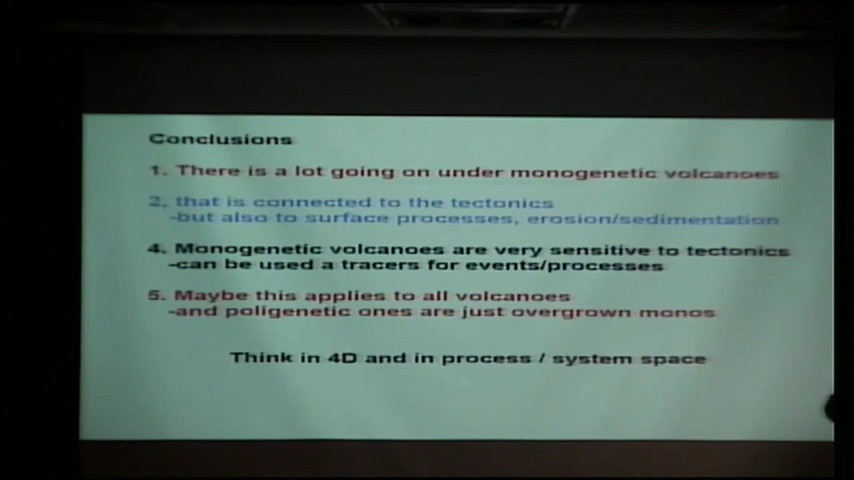 Conclusions
1. There is a lot going on under monogenetic volcanoes
2, that is connected to the tectonics
-but also to surface processes, erosion/sedimentation
4. Monogenetic volcanoes are very sensitive to tectonics
-can be used a tracers for events/processes
5. Maybe this applies to all volcanoes
-and poligenetic ones are just overgrown monos
Think in 4D and in process / system space